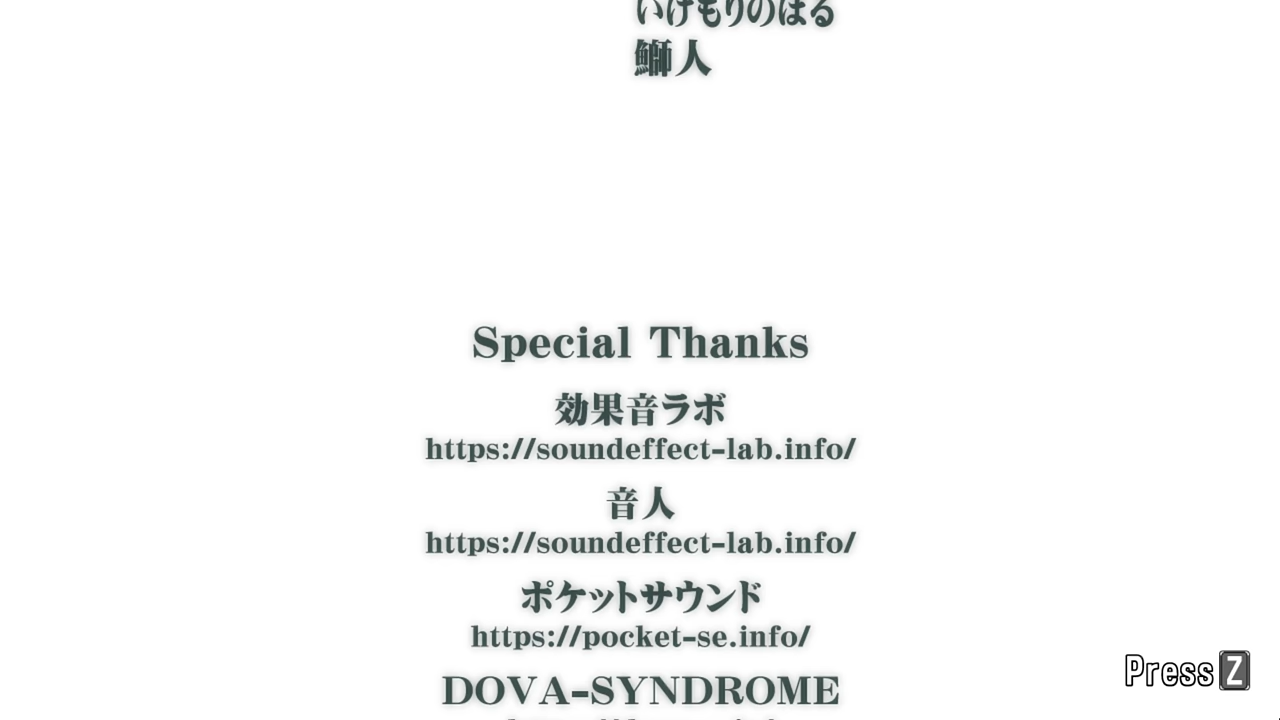 いけもりのはる
鰤人
Special Thanks
効果音ラボ
https://soundeffect-lab.info/
音人
https://soundeffect-lab.info/
ポケットサウンド
https://pocket-se.info/
DOVA-SYNDROME
Press Z